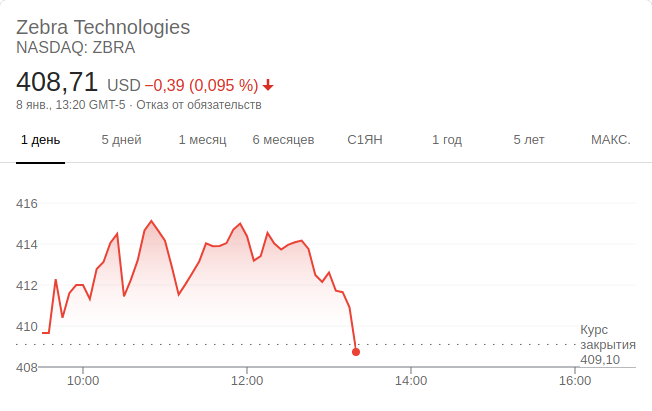 Zebra Technologies
NASDAQ: ZBRA
408,71 USD −0,39 (0,095 %)
8 янв., 13:20 GMT-5 · Отказ от обязательств
1 день 5 дней 1 месяц 6 месяцев С1ЯН 1 год 5 лет МАКС.
416
414
412
410
Курс
закрытия
409,10
408
10:00 12:00 14:00 16:00